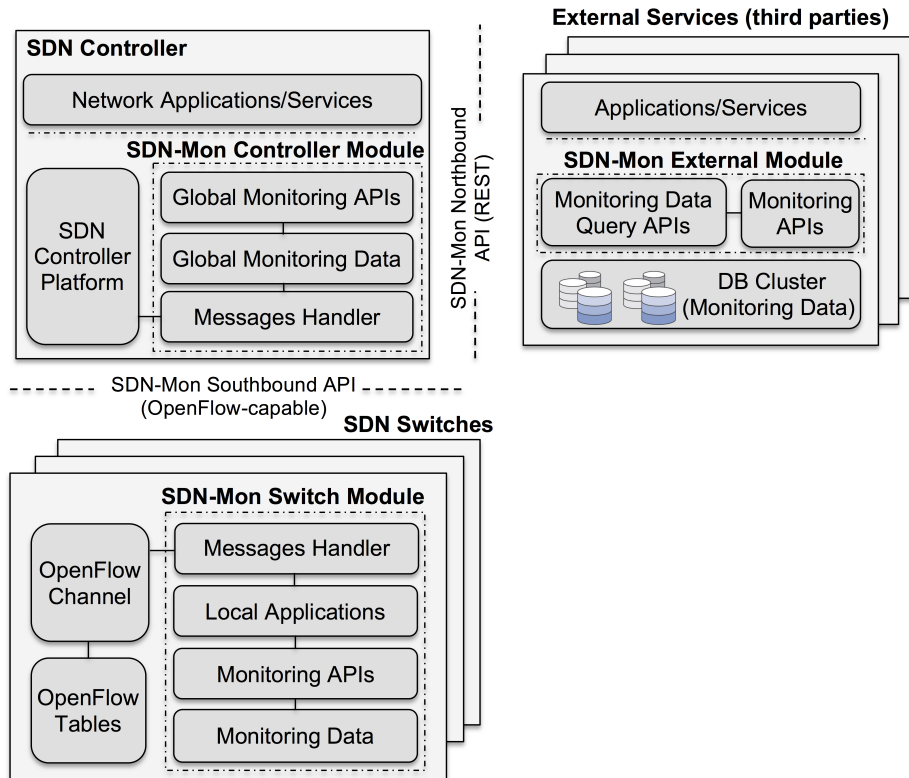 SDN Controller
Network Applications/Services
SDN-Mon Controller Module
SDN
Controller
Platform
Global Monitoring APIs
Global Monitoring Data
Messages Handler
SDN-Mon Northbound
API (REST)
External Services (third parties)
Applications/Services
SDN-Mon External Module
Monitoring Data
Query APIs
Monitoring
APIs
DB Cluster
(Monitoring Data)
SDN-Mon Southbound API
(OpenFlow-capable)
SDN Switches
SDN-Mon Switch Module
OpenFlow
Channel
OpenFlow
Tables
Messages Handler
Local Applications
Monitoring APIs
Monitoring Data